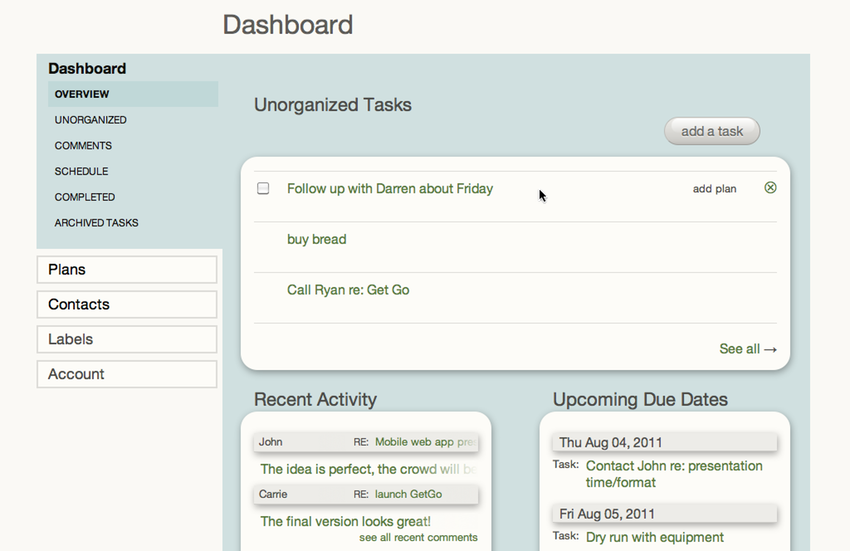 Dashboard
Dashboard
OVERVIEW
UNORGANIZED
COMMENTS
SCHEDULE
COMPLETED
ARCHIVED TASKS
Plans
Contacts
Labels
Account
Unorganized Tasks
add a task
Follow up with Darren about Friday add plan
buy bread
Call Ryan re: Get Go
See all →
Recent Activity
John RE: Mobile web app
The idea is perfect, the crowd will be
Carrie RE: launch GetGo
The final version looks great!
see all recent comments
Upcoming Due Dates
Thu Aug 04, 2011
Task: Contact John re: presentation
time/format
Fri Aug 05, 2011
Task: Dry run with equipment